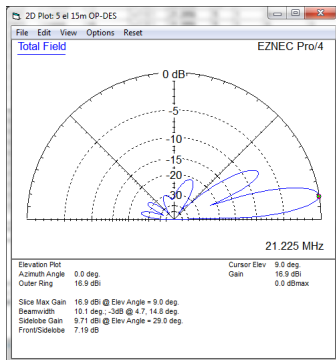 2D Plot: 5 el 15m OP-DES
File Edit View Options Reset
Total Field EZNEC Pro/4
0 dB
-5
-10
-15
-20
-30
21.225 MHz
Elevation Plot Cursor Elev 9.0 deg.
Azimuth Angle 0.0 deg. Gain 16.9 dBi
Outer Ring 16.9 dBi 0.0 dBmax
Slice Max Gain 16.9 dBi @ Elev Angle = 9.0 deg.
Beamwidth 10.1 deg.; -3dB @ 4.7, 14.8 deg.
Sidelobe Gain 9.71 dBi @ Elev Angle = 29.0 deg.
Front/Sidelobe 7.19 dB